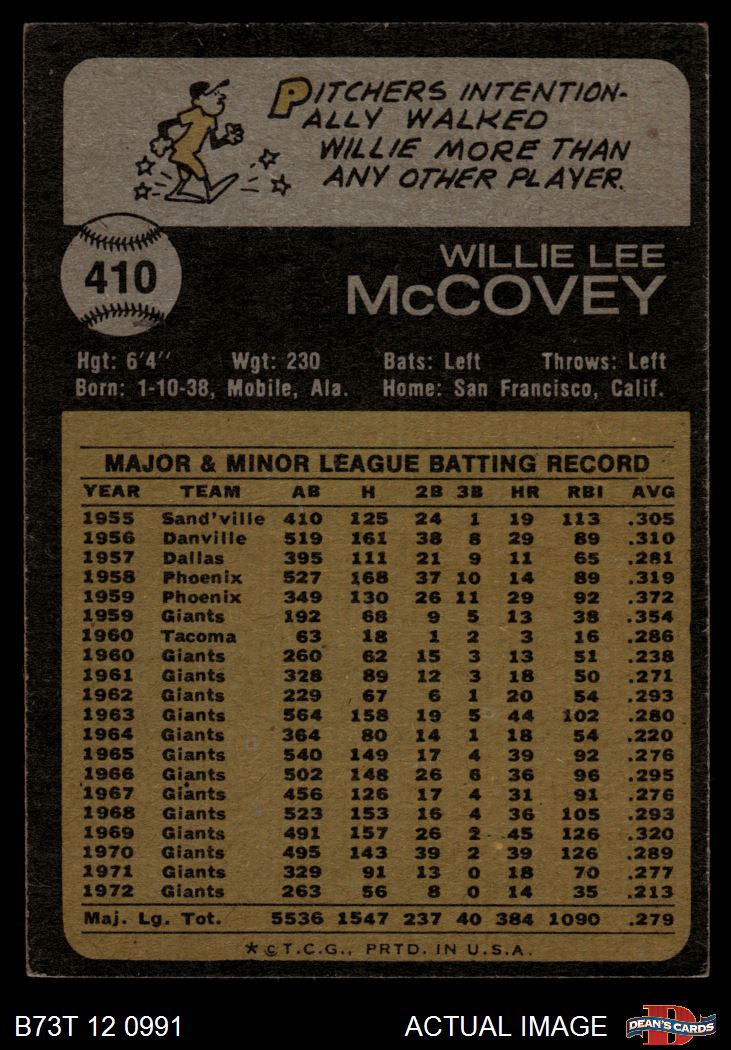 PITCHERS INTENTION-
ALLY WALKED
WILLIE MORE THAN
ANY OTHER PLAYER.
410
WILLIE LEE
McCOVEY
Hgt: 6'4" Wgt: 230 Bats: Left Throws: Left
Born: 1-10-38, Mobile, Ala. Home: San Francisco, Calif.
MAJOR & MINOR LEAGUE BATTING RECORD
YEAR TEAM AB H 2B 3B HR RBI AVG
1955 Sand'ville 410 125 24 1 19 113 .305
1956 Danville 519 161 38 8 29 89 .310
1957 Dallas 395 111 21 9 11 65 .281
1958 Phoenix 527 168 37 10 14 89 .319
1959 Phoenix 349 130 26 11 29 92 .372
1959 Giants 192 68 9 5 13 38 .354
1960 Tacoma 63 18 1 2 3 16 .286
1960 Giants 260 62 15 3 13 51 .238
1961 Giants 328 89 12 3 18 50 .271
1962 Giants 229 67 6 1 20 54 .293
1963 Giants 564 158 19 5 44 102 .280
1964 Giants 364 80 14 1 18 54 .220
1965 Giants 540 149 17 4 39 92 .276
1966 Giants 502 148 26 6 36 96 .295
1967 Giants 456 126 17 4 31 91 .276
1968 Giants 523 153 16 4 36 105 .293
1969 Giants 491 157 26 2 45 126 .320
1970 Giants 495 143 39 2 39 126 .289
1971 Giants 329 91 13 0 18 70 .277
1972 Giants 263 56 8 0 14 35 .213
Maj. Lg. Tot. 5536 1547 237 40 384 1090 .279
* © T.C.G., PRTD. IN U.S.A.
B73T 12 0991 ACTUAL IMAGE DEAN'S CARDS